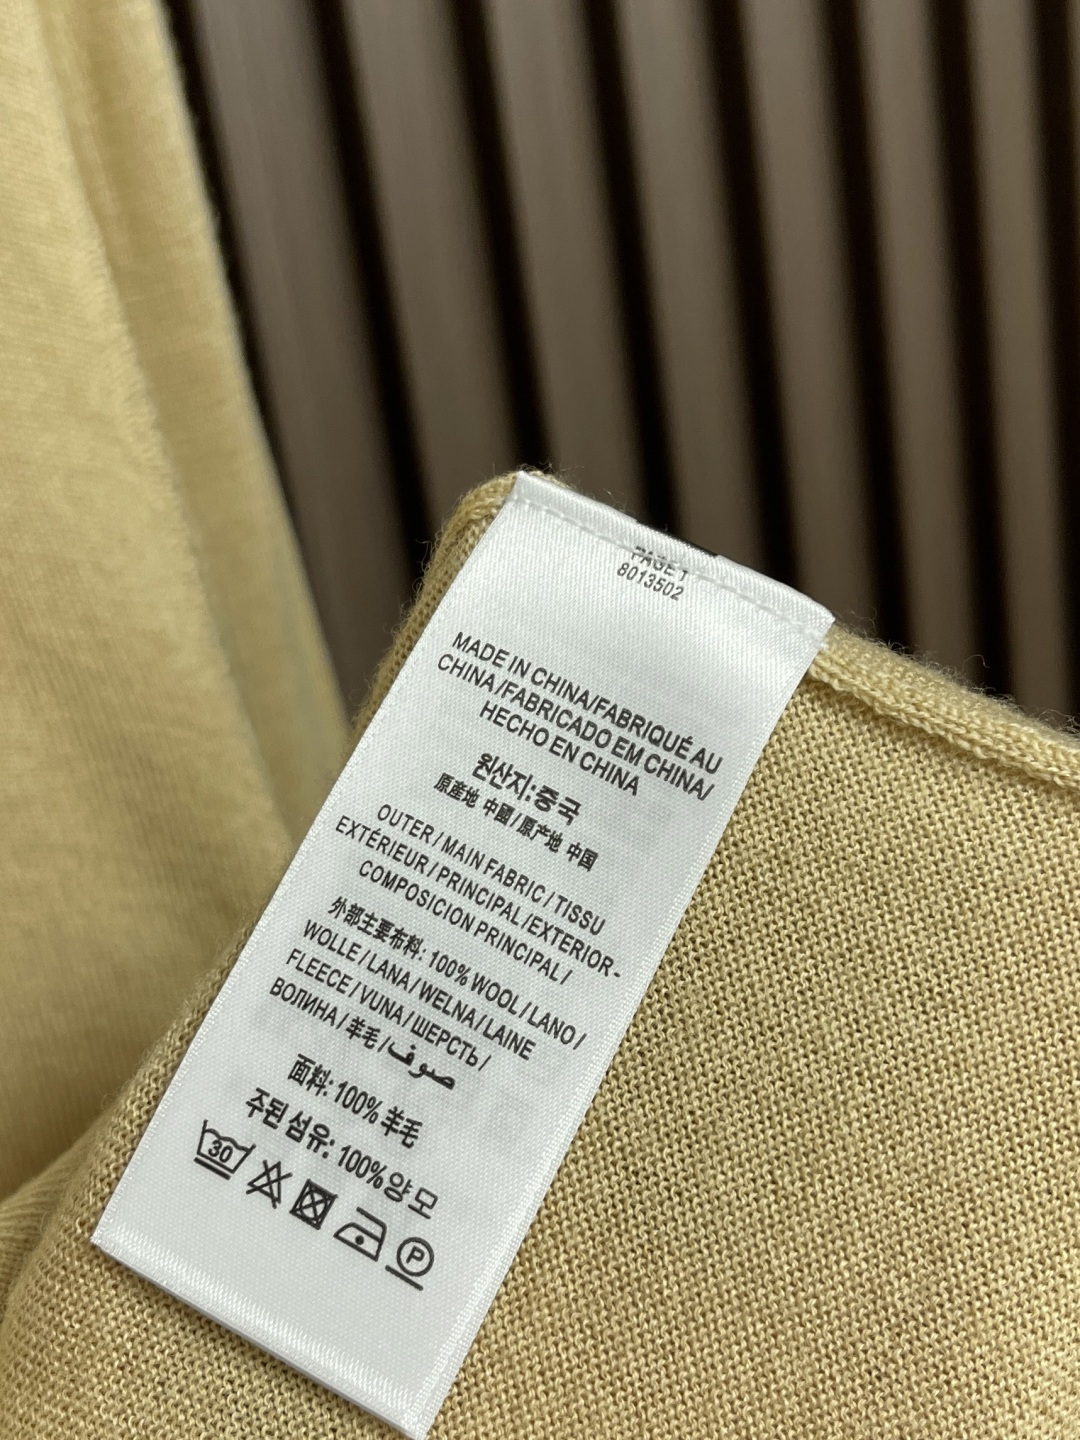 PAGE 1
8013502
MADE IN CHINA/FABRIQUÉ AU
CHINA/FABRICADO EM CHINA/
HECHO EN CHINA
원산지:중국
原產地 中國/原产地 中国
OUTER/MAIN FABRIC/TISSU
EXTÉRIEUR/PRINCIPAL/EXTERIOR-
COMPOSICION PRINCIPAL/
外部主要布料: 100% WOOL/LANO/
WOLLE/LANA/WELNA/LAINE
FLEECE/VUNA/ШЕРСТЬ/
ВОЛИНА/羊毛/صوف
面料: 100% 羊毛
주된 섬유: 100%양모
30
P